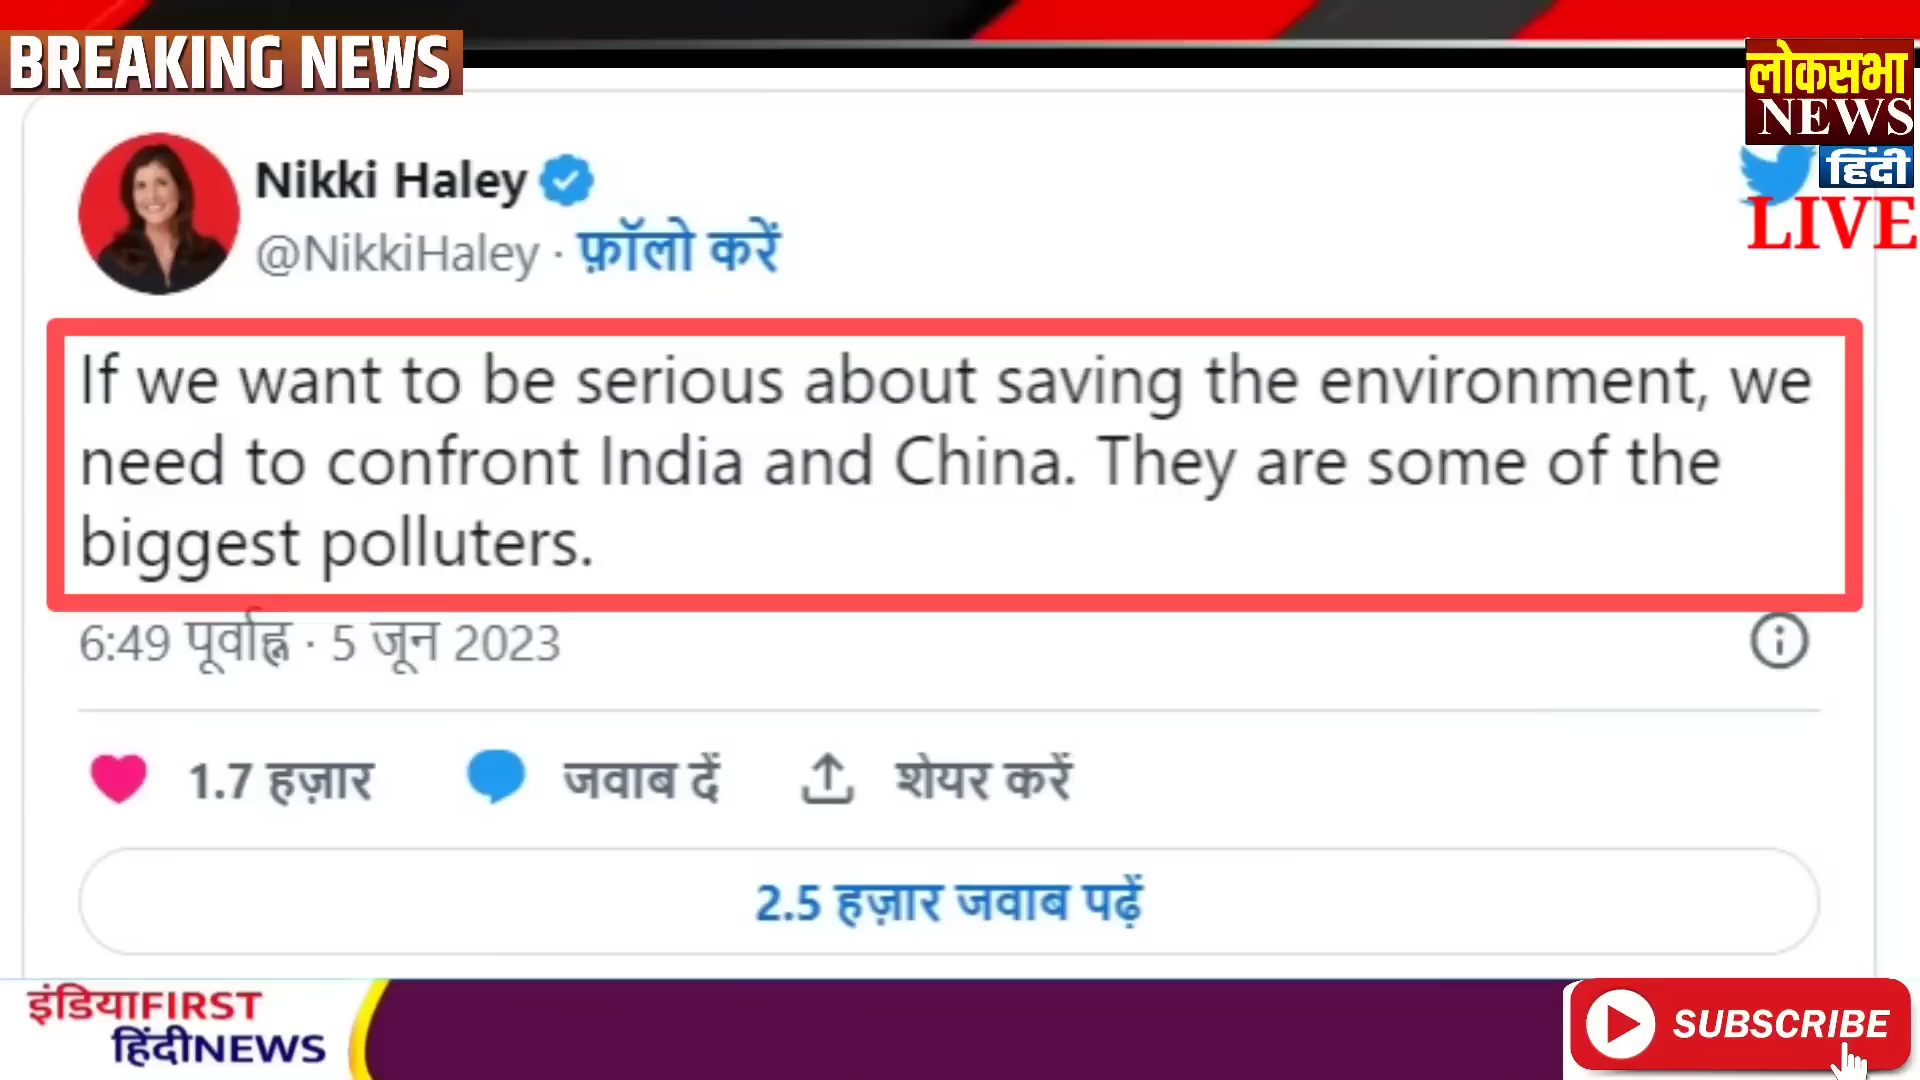 BREAKING NEWS
लोकसभा
NEWS
हिंदी
LIVE
Nikki Haley
@NikkiHaley · फ़ॉलो करें
If we want to be serious about saving the environment, we
need to confront India and China. They are some of the
biggest polluters.
6:49 पूर्वाह्न · 5 जून 2023
1.7 हज़ार जवाब दें शेयर करें
2.5 हज़ार जवाब पढ़ें
इंडियाFIRST
हिंदीNEWS
SUBSCRIBE